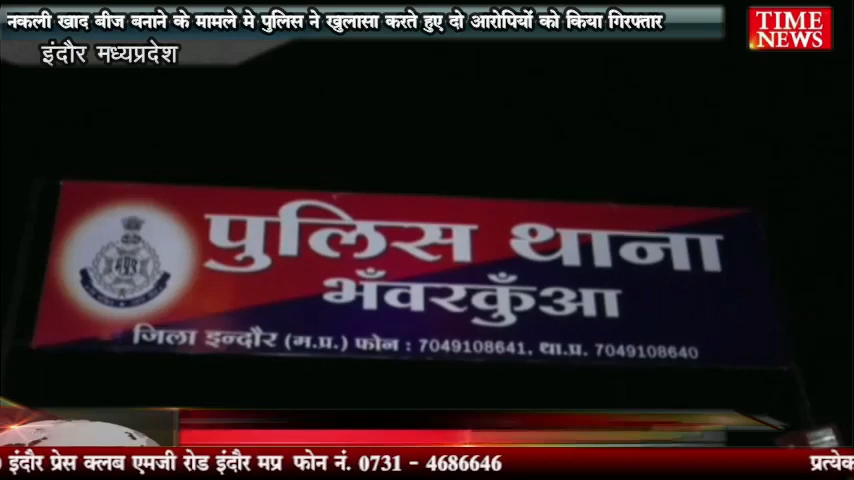 नकली खाद बीज बनाने के मामले मे पुलिस ने खुलासा करते हुए दो आरोपियों को किया गिरफ्तार
TIME
NEWS
इंदौर मध्यप्रदेश
पुलिस थाना
भँवरकुँआ
जिला इन्दौर (म.प्र.) फोन : 7049108641, था.प्र. 7049108640
इंदौर प्रेस क्लब एमजी रोड इंदौर मप्र फोन नं. 0731 - 4686646
प्रत्येक